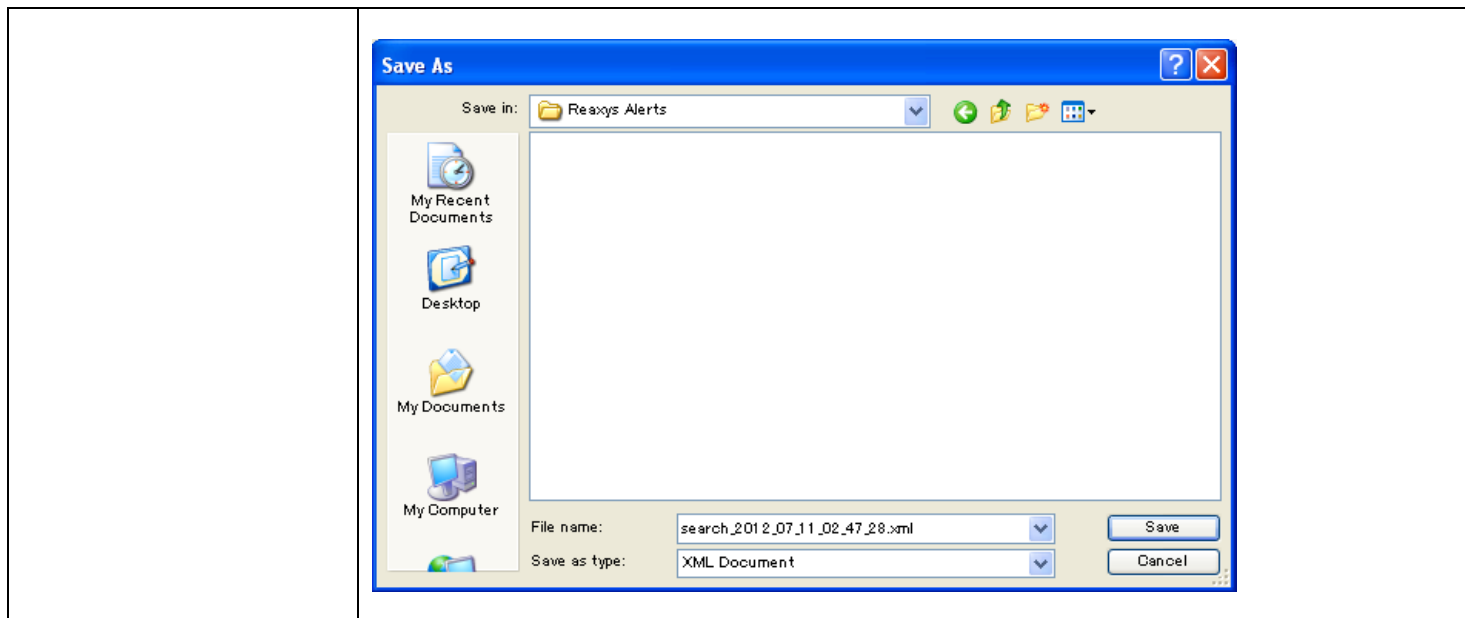 Save As
Save in: Reaxys Alerts
My Recent
Documents
Desktop
My Documents
My Computer
File name: search_2012_07_11_02_47_28.xml Save
Save as type: XML Document Cancel